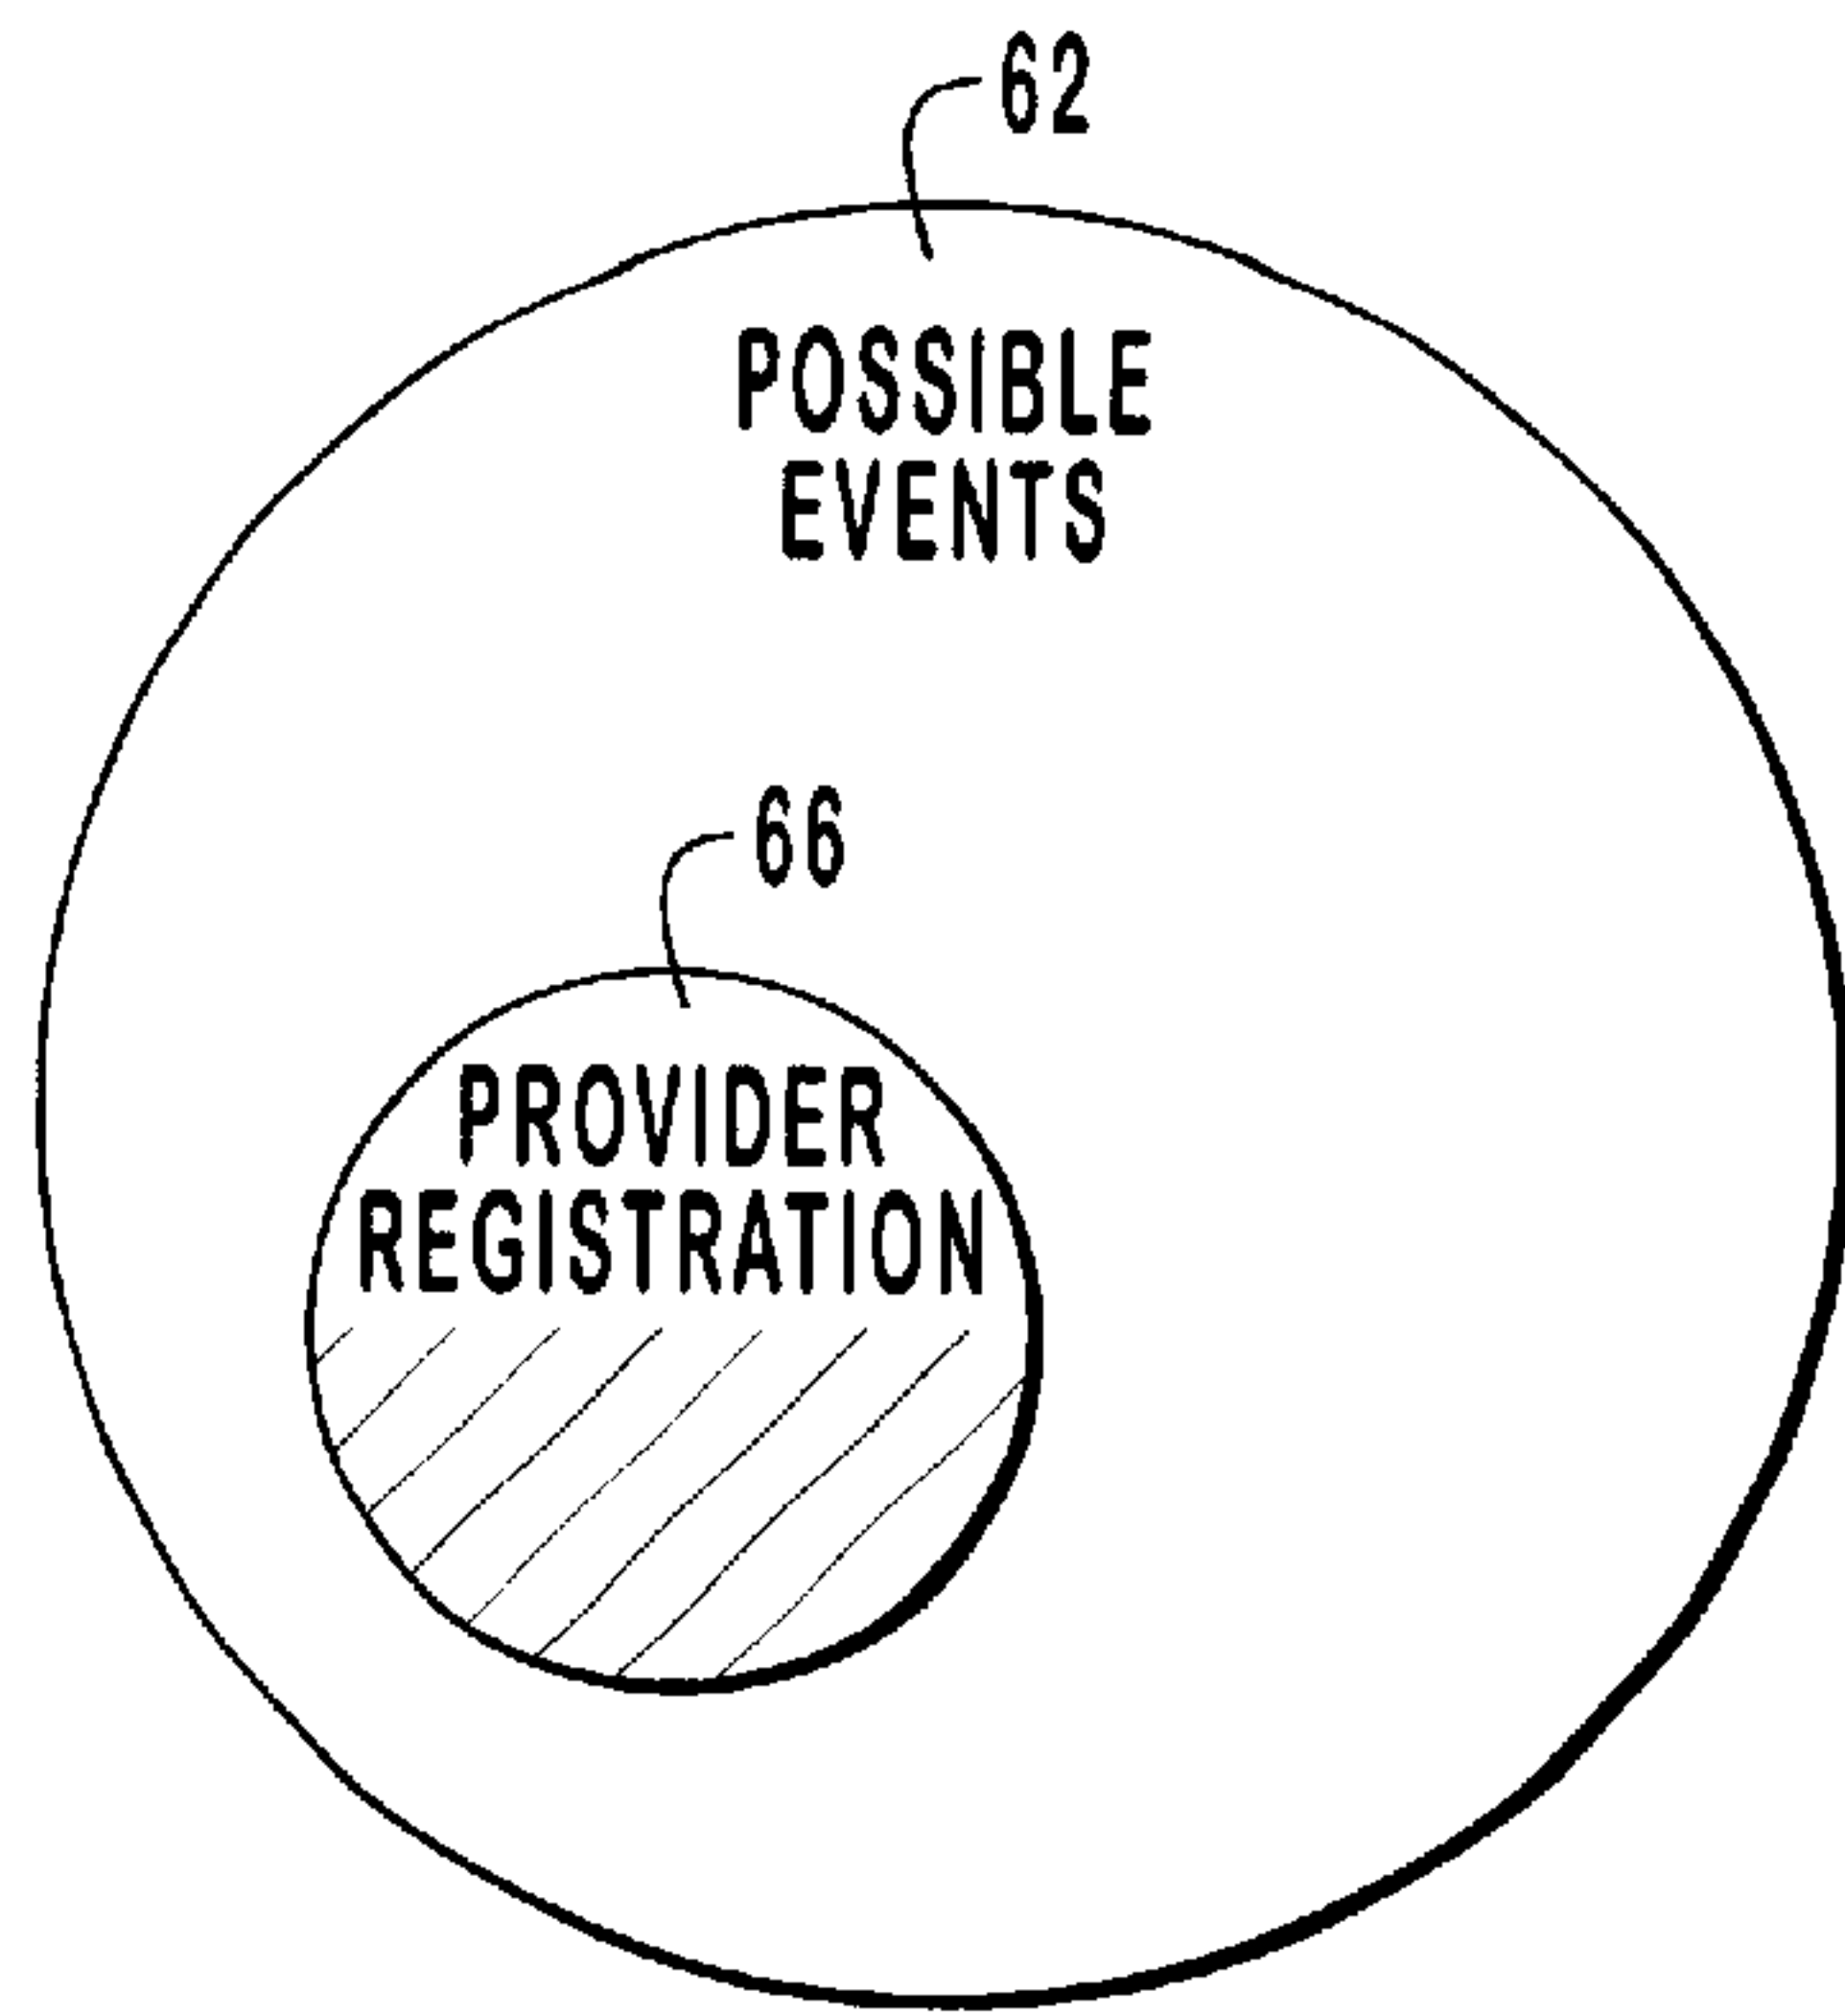 62
POSSIBLE
EVENTS
66
PROVIDER
REGISTRATION